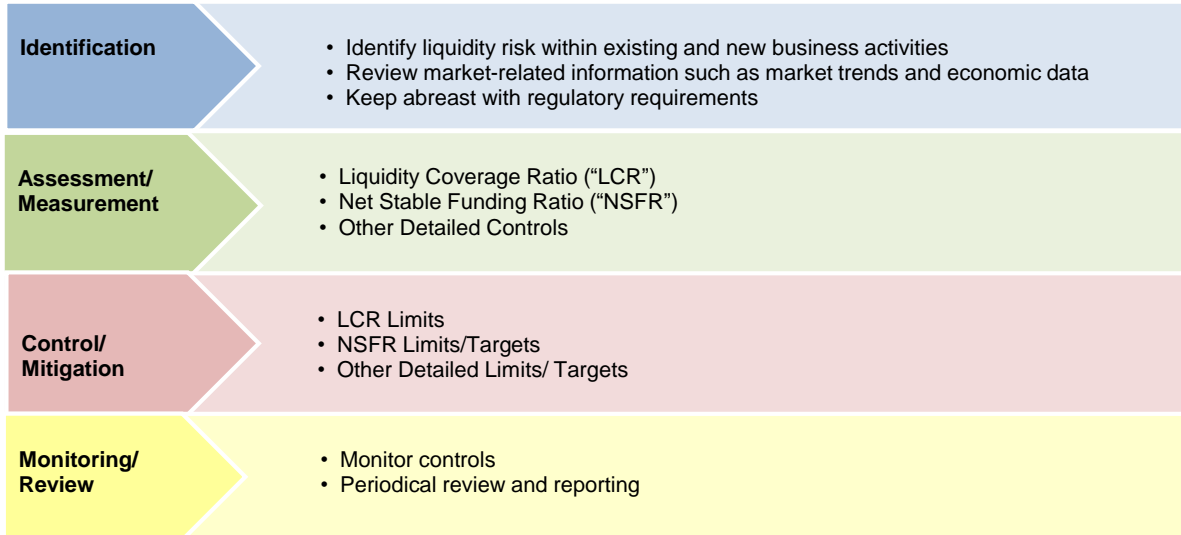 Identification
• Identify liquidity risk within existing and new business activities
• Review market-related information such as market trends and economic data
• Keep abreast with regulatory requirements
Assessment/
Measurement
• Liquidity Coverage Ratio (“LCR”)
• Net Stable Funding Ratio (“NSFR”)
• Other Detailed Controls
Control/
Mitigation
• LCR Limits
• NSFR Limits/Targets
• Other Detailed Limits/ Targets
Monitoring/
Review
• Monitor controls
• Periodical review and reporting